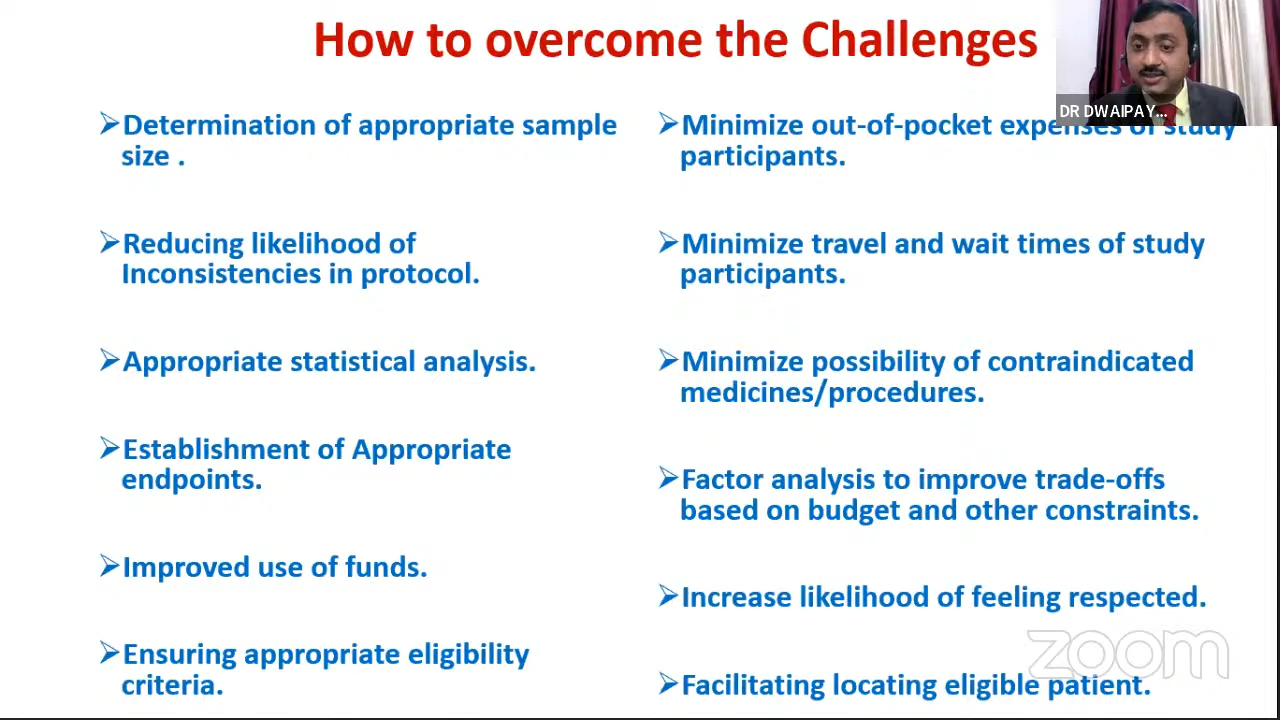 How to overcome the Challenges
DR DWAIPAY...
➢Determination of appropriate sample
size .
➢Reducing likelihood of
Inconsistencies in protocol.
➢Appropriate statistical analysis.
➢Establishment of Appropriate
endpoints.
➢Improved use of funds.
➢Ensuring appropriate eligibility
criteria.
➢Minimize out-of-pocket expenses of study
participants.
➢Minimize travel and wait times of study
participants.
➢Minimize possibility of contraindicated
medicines/procedures.
➢Factor analysis to improve trade-offs
based on budget and other constraints.
➢Increase likelihood of feeling respected.
➢Facilitating locating eligible patient.
zoom